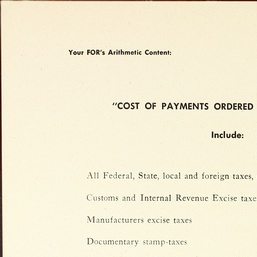 Your FOR's Arithmetic Content:
"COST OF PAYMENTS ORDERED
Include:
All Federal, State, local and foreign taxes,
Customs and Internal Revenue Excise taxe
Manufacturers excise taxes
Documentary stamp-taxes